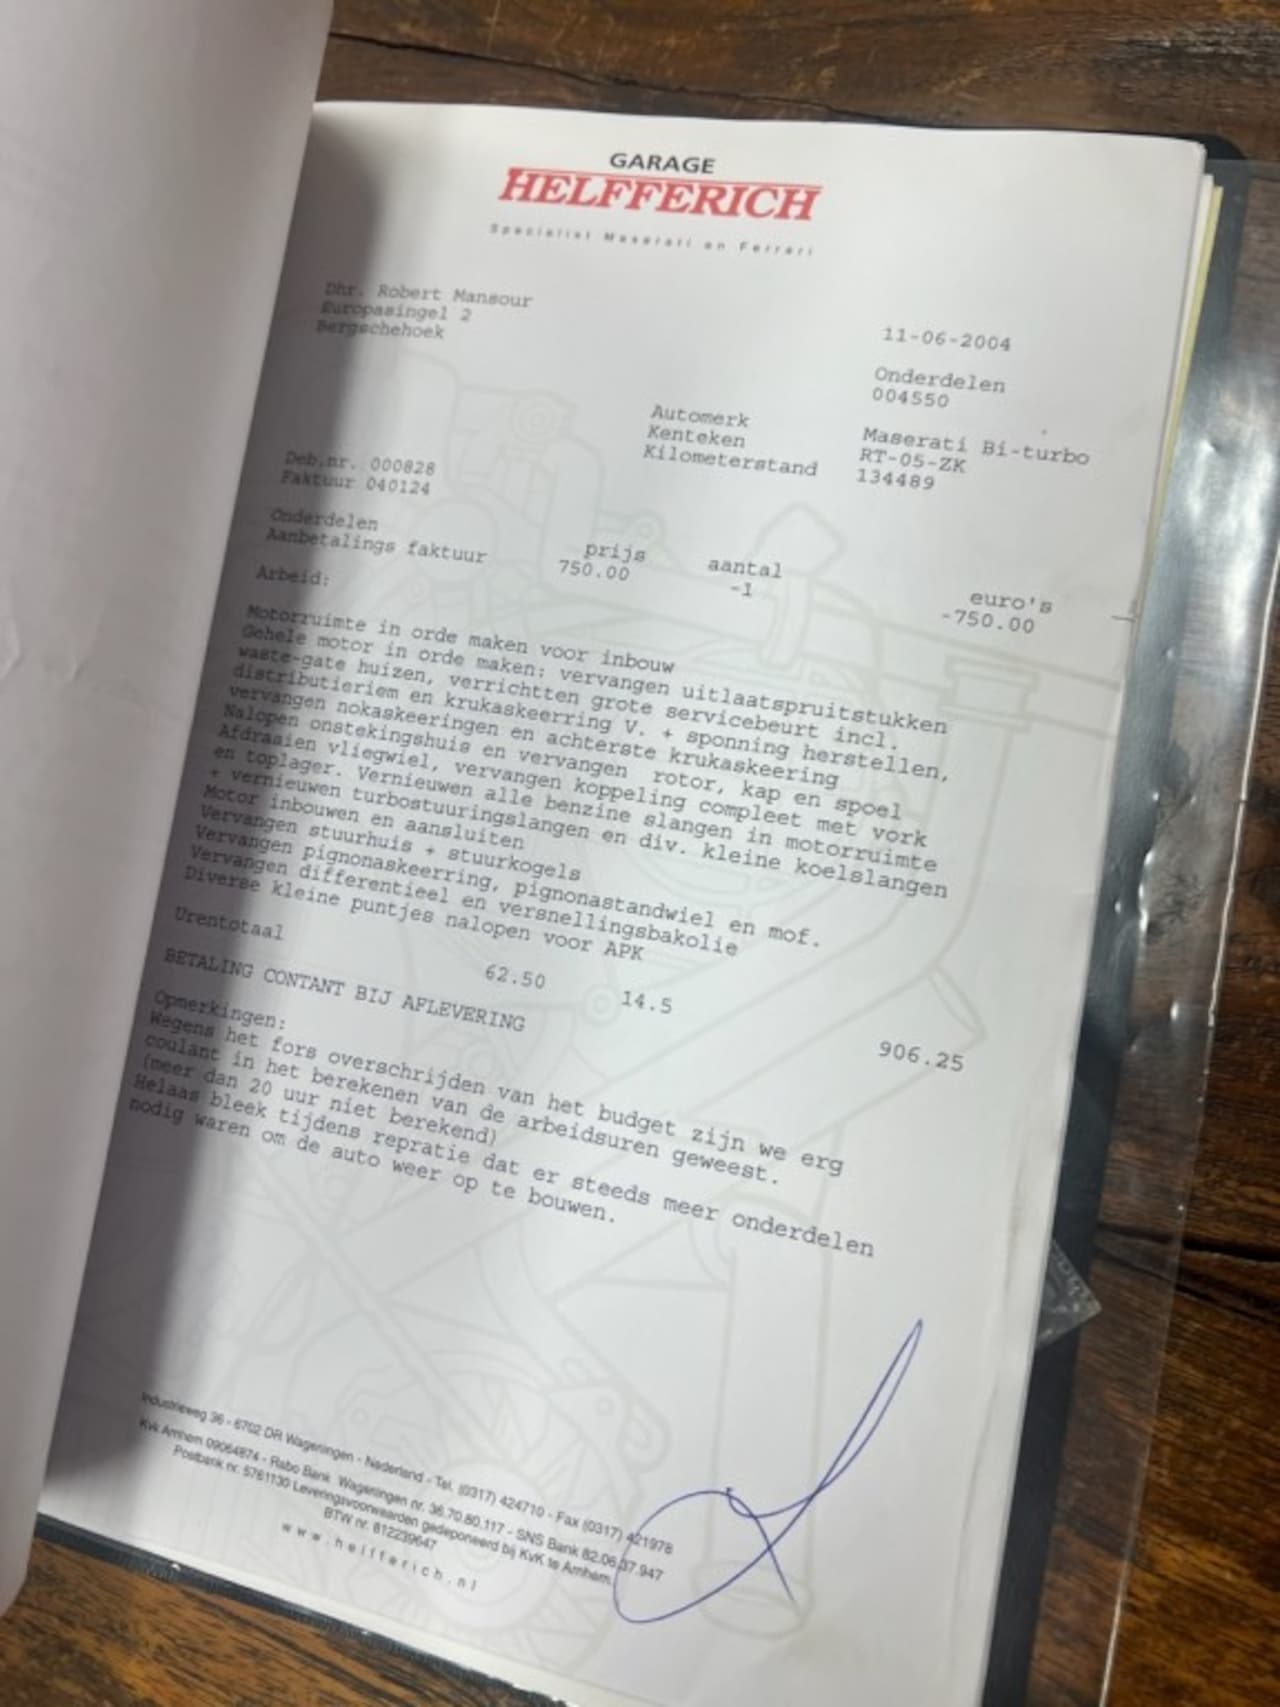 GARAGE
HELFFERICH
Specialist Maserati en Ferrari
Dhr. Robert Mansour
Europasingel 2
Bergschehoek
11-06-2004
Onderdelen
004550
Automerk Maserati Bi-turbo
Kenteken RT-05-ZK
Kilometerstand 134489
Deb.nr. 000828
Faktuur 040124
Onderdelen prijs aantal euro's
Aanbetalings faktuur 750.00 -1 -750.00
Arbeid:
Motorruimte in orde maken voor inbouw
Gehele motor in orde maken: vervangen uitlaatspruitstukken
waste-gate huizen, verrichtten grote servicebeurt incl.
distributieriem en krukaskeerring V. + sponning herstellen,
vervangen nokaskeeringen en achterste krukaskeering
Nalopen onstekingshuis en vervangen rotor, kap en spoel
Afdraaien vliegwiel, vervangen koppeling compleet met vork
en toplager. Vernieuwen alle benzine slangen in motorruimte
+ vernieuwen turbostuuringslangen en div. kleine koelslangen
Motor inbouwen en aansluiten
Vervangen stuurhuis + stuurkogels
Vervangen pignonaskeerring, pignonastandwiel en mof.
Vervangen differentieel en versnellingsbakolie
Diverse kleine puntjes nalopen voor APK
Urentotaal 62.50 14.5 906.25
BETALING CONTANT BIJ AFLEVERING
Opmerkingen:
Wegens het fors overschrijden van het budget zijn we erg
coulant in het berekenen van de arbeidsuren geweest.
(meer dan 20 uur niet berekend)
Helaas bleek tijdens repratie dat er steeds meer onderdelen
nodig waren om de auto weer op te bouwen.
Industrieweg 36 - 6702 DR Wageningen - Nederland - Tel. (0317) 424710 - Fax (0317) 421978
KvK Arnhem 09064874 - Rabo Bank Wageningen nr. 36.70.80.117 - SNS Bank 82.06.37.947
Postbank nr. 5761130 Leveringsvoorwaarden gedeponeerd bij KvK te Arnhem
BTW nr. 812239647
www.helfferich.nl